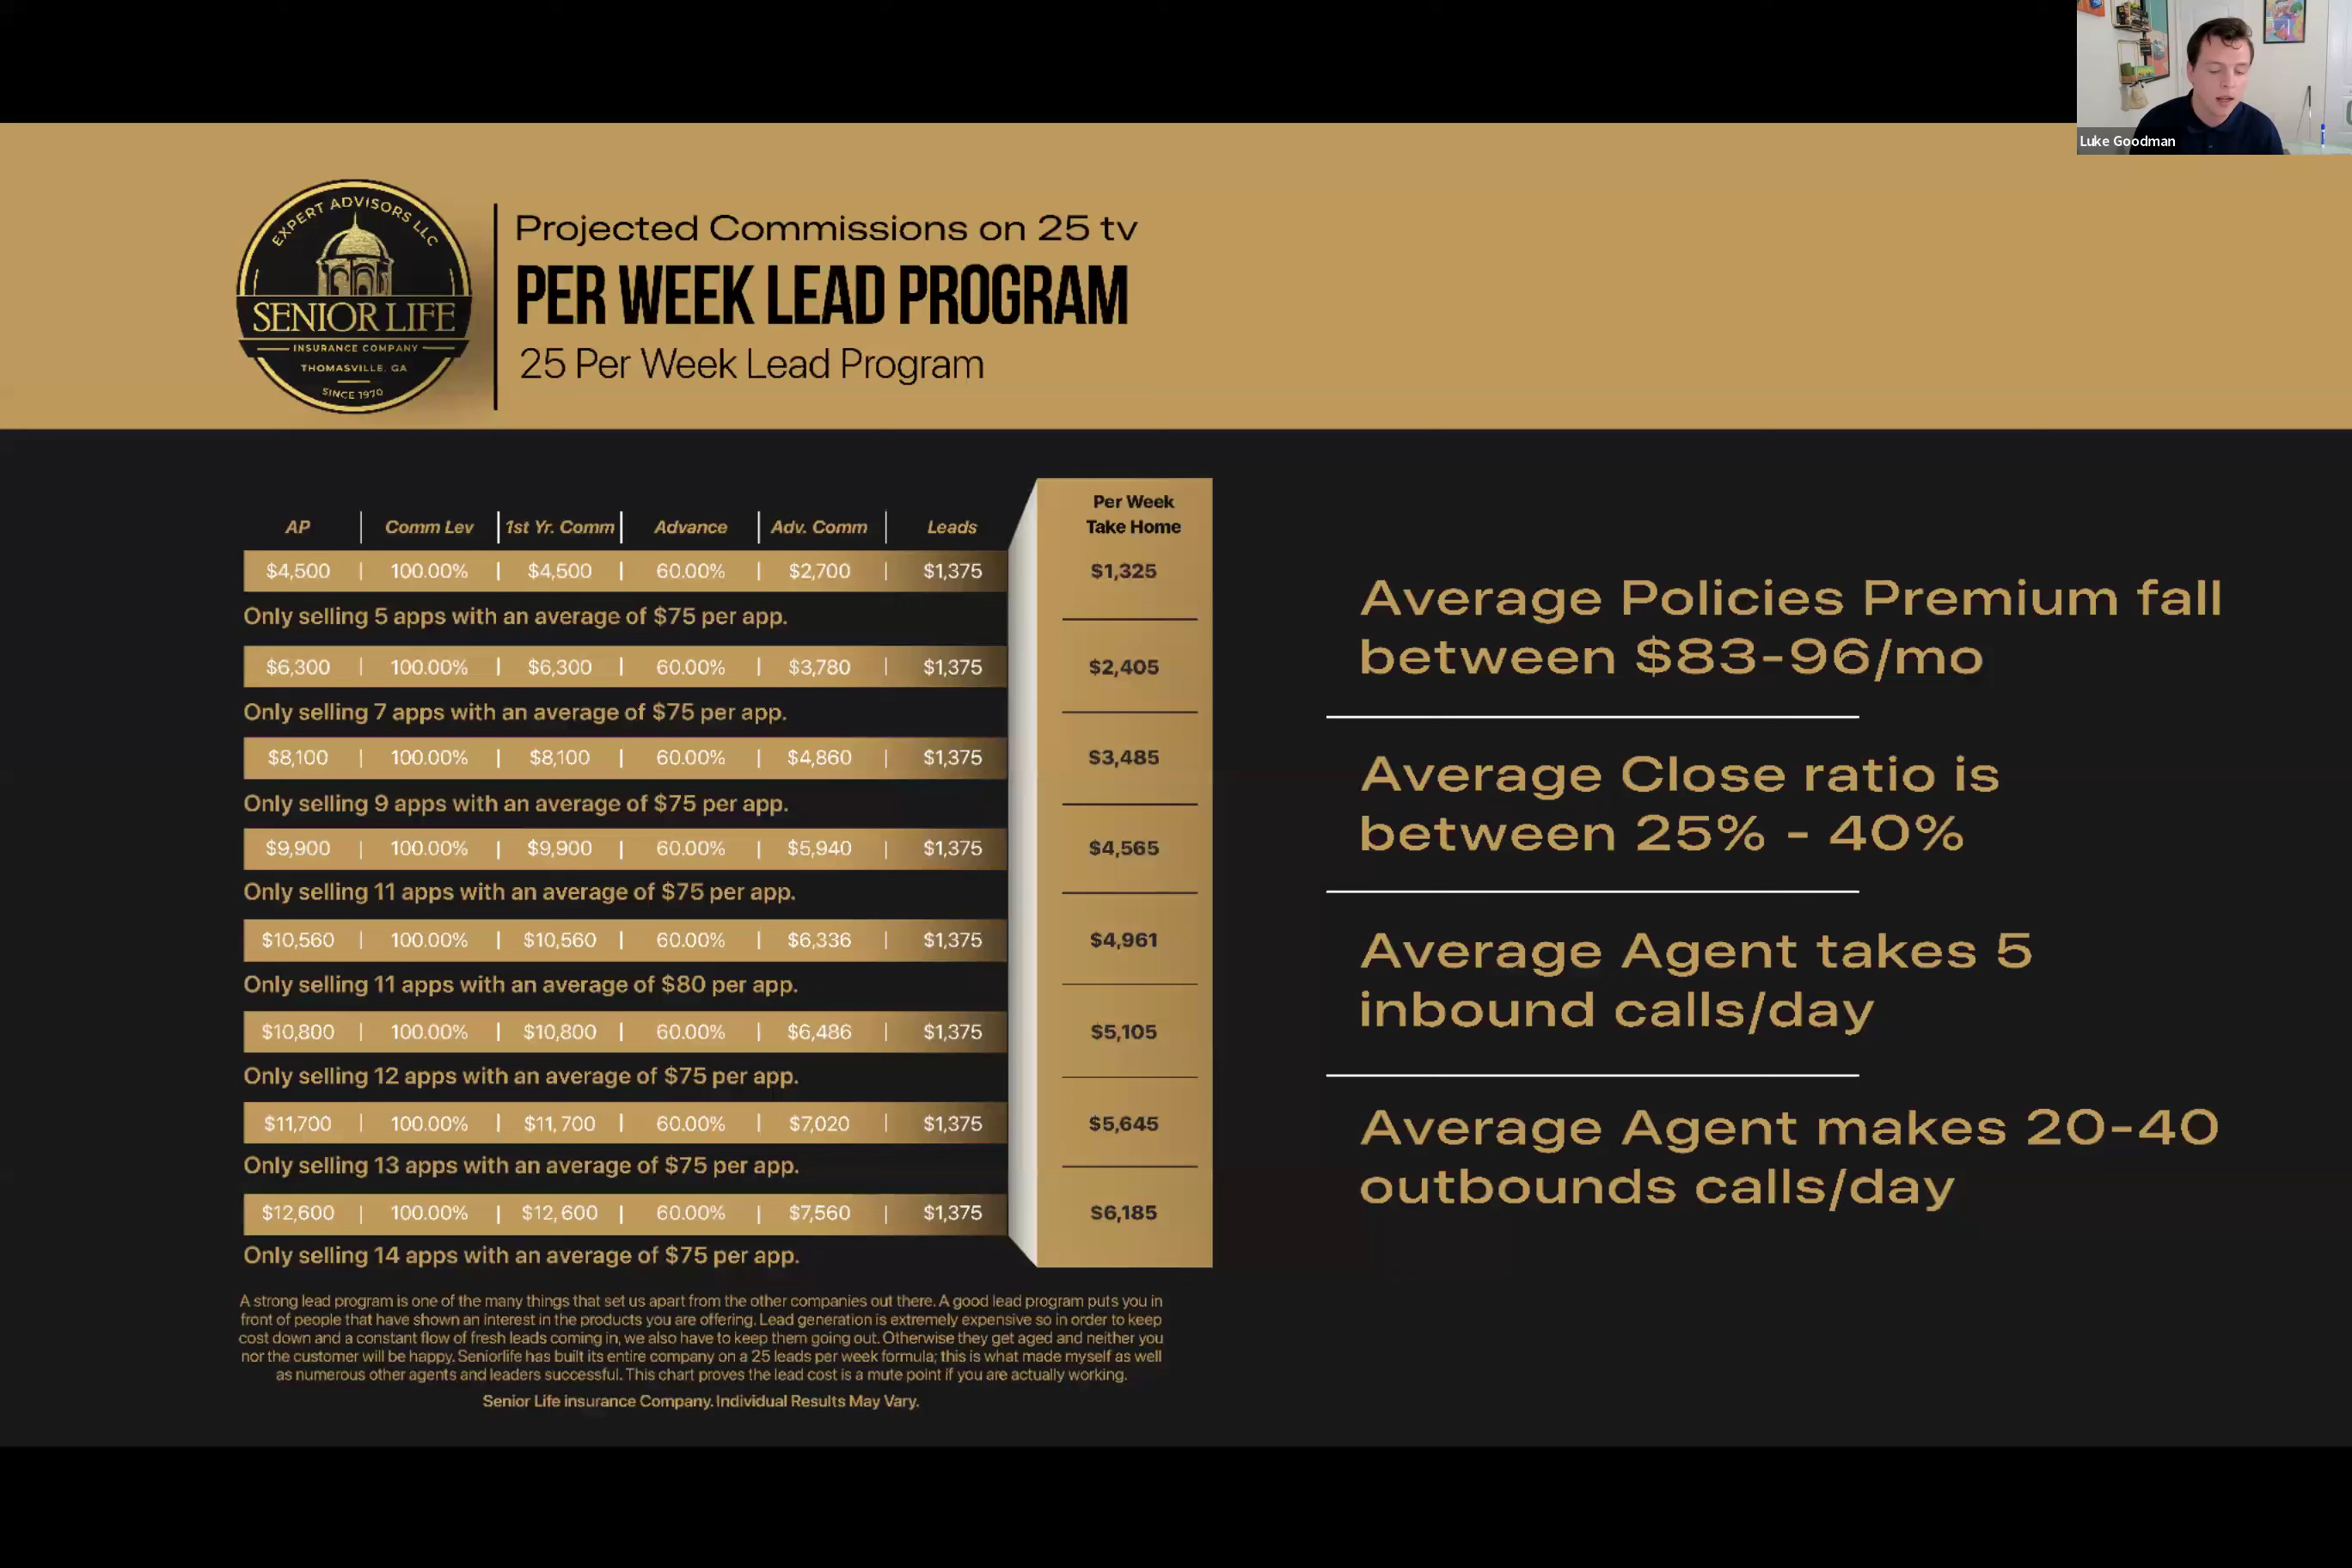 Luke Goodman
EXPERT ADVISORS LLC
SENIOR LIFE
INSURANCE COMPANY
THOMASVILLE, GA
SINCE 1970
Projected Commissions on 25 tv
PER WEEK LEAD PROGRAM
25 Per Week Lead Program
AP | Comm Lev | 1st Yr. Comm | Advance | Adv. Comm | Leads
Per Week
Take Home
$4,500 | 100.00% | $4,500 | 60.00% | $2,700 | $1,375 $1,325
Only selling 5 apps with an average of $75 per app.
$6,300 | 100.00% | $6,300 | 60.00% | $3,780 | $1,375 $2,405
Only selling 7 apps with an average of $75 per app.
$8,100 | 100.00% | $8,100 | 60.00% | $4,860 | $1,375 $3,485
Only selling 9 apps with an average of $75 per app.
$9,900 | 100.00% | $9,900 | 60.00% | $5,940 | $1,375 $4,565
Only selling 11 apps with an average of $75 per app.
$10,560 | 100.00% | $10,560 | 60.00% | $6,336 | $1,375 $4,961
Only selling 11 apps with an average of $80 per app.
$10,800 | 100.00% | $10,800 | 60.00% | $6,486 | $1,375 $5,105
Only selling 12 apps with an average of $75 per app.
$11,700 | 100.00% | $11,700 | 60.00% | $7,020 | $1,375 $5,645
Only selling 13 apps with an average of $75 per app.
$12,600 | 100.00% | $12,600 | 60.00% | $7,560 | $1,375 $6,185
Only selling 14 apps with an average of $75 per app.
A strong lead program is one of the many things that set us apart from the other companies out there. A good lead program puts you in
front of people that have shown an interest in the products you are offering. Lead generation is extremely expensive so in order to keep
cost down and a constant flow of fresh leads coming in, we also have to keep them going out. Otherwise they get aged and neither you
nor the customer will be happy. Seniorlife has built its entire company on a 25 leads per week formula; this is what made myself as well
as numerous other agents and leaders successful. This chart proves the lead cost is a mute point if you are actually working.
Senior Life insurance Company. Individual Results May Vary.
Average Policies Premium fall
between $83-96/mo
Average Close ratio is
between 25% - 40%
Average Agent takes 5
inbound calls/day
Average Agent makes 20-40
outbounds calls/day